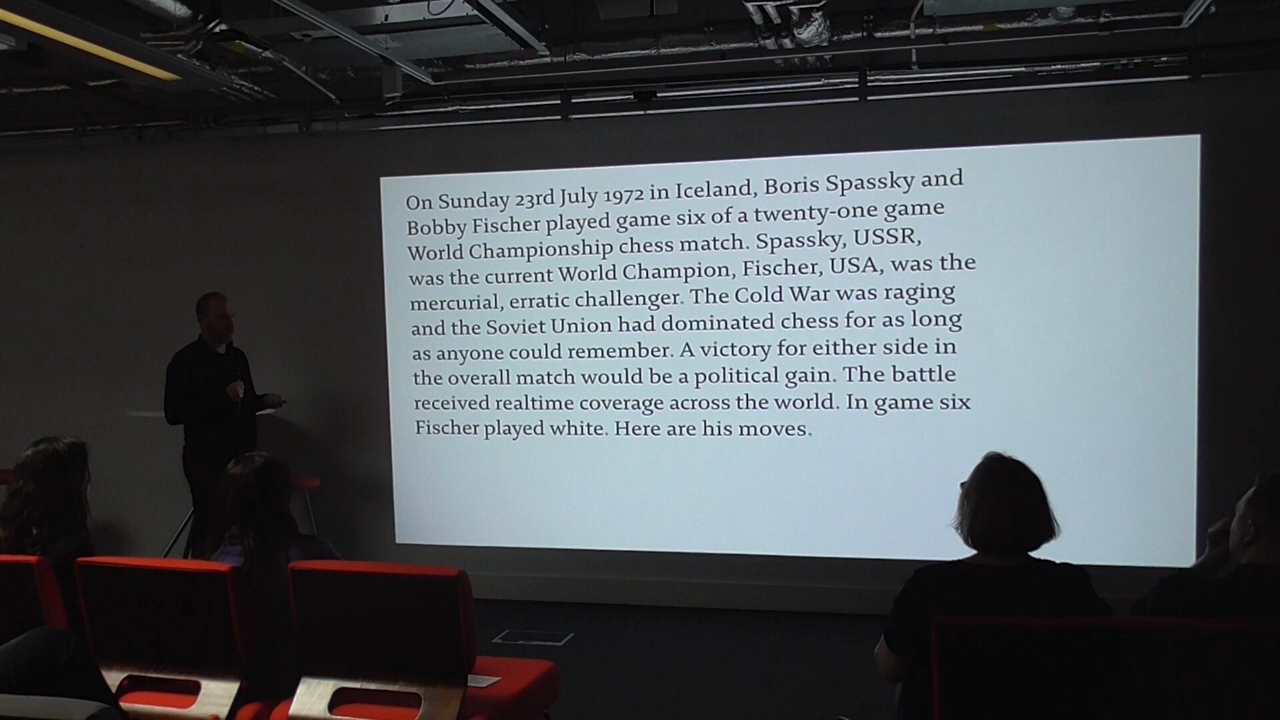 On Sunday 23rd July 1972 in Iceland, Boris Spassky and
Bobby Fischer played game six of a twenty-one game
World Championship chess match. Spassky, USSR,
was the current World Champion, Fischer, USA, was the
mercurial, erratic challenger. The Cold War was raging
and the Soviet Union had dominated chess for as long
as anyone could remember. A victory for either side in
the overall match would be a political gain. The battle
received realtime coverage across the world. In game six
Fischer played white. Here are his moves.